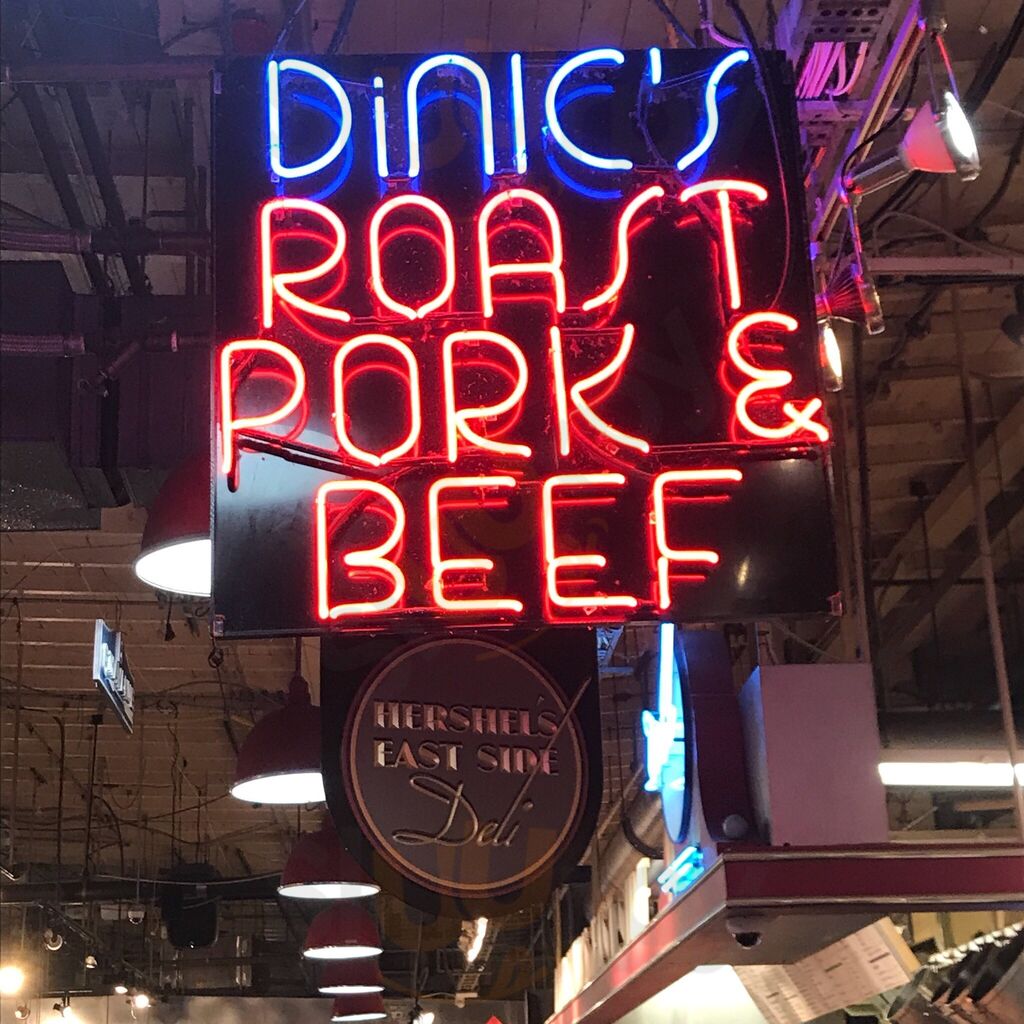 DiNIC'S
ROAST
PORK &
BEEF
HERSHEL'S
EAST SIDE
Deli